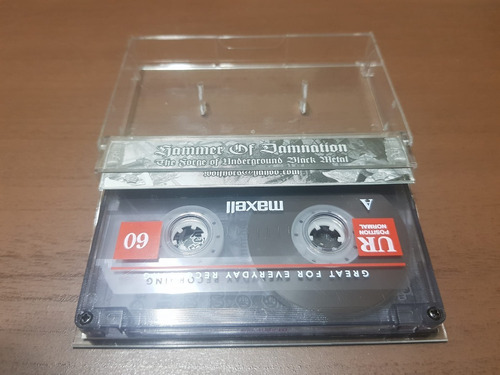 Hammer Of Damnation
The Forge of Underground Black Metal
A
maxell
UR
POSITION
NORMAL
60
GREAT FOR EVERYDAY RECORDING